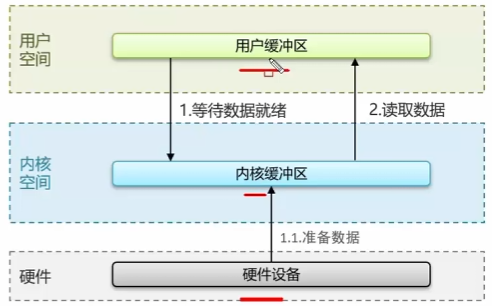 用户
空间
用户缓冲区
1.等待数据就绪
2.读取数据
内核
空间
内核缓冲区
1.1.准备数据
硬件
硬件设备